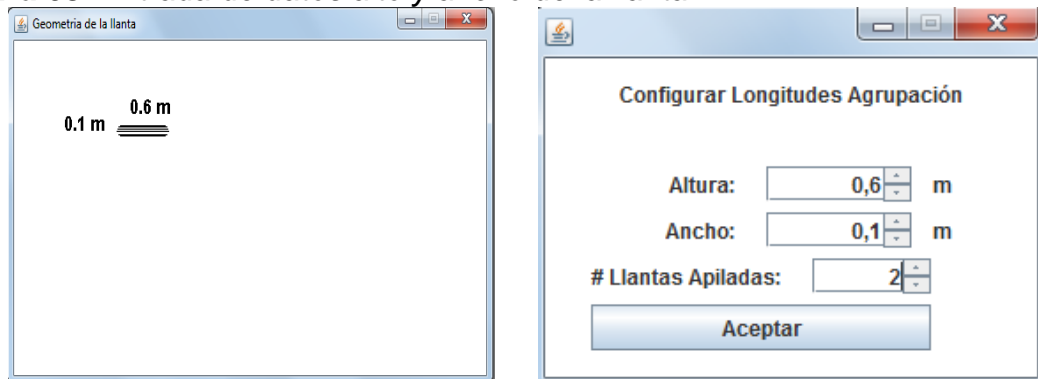 Geometria de la llanta
0.6 m
0.1 m
Configurar Longitudes Agrupación
Altura: 0,6 m
Ancho: 0,1 m
# Llantas Apiladas: 2
Aceptar